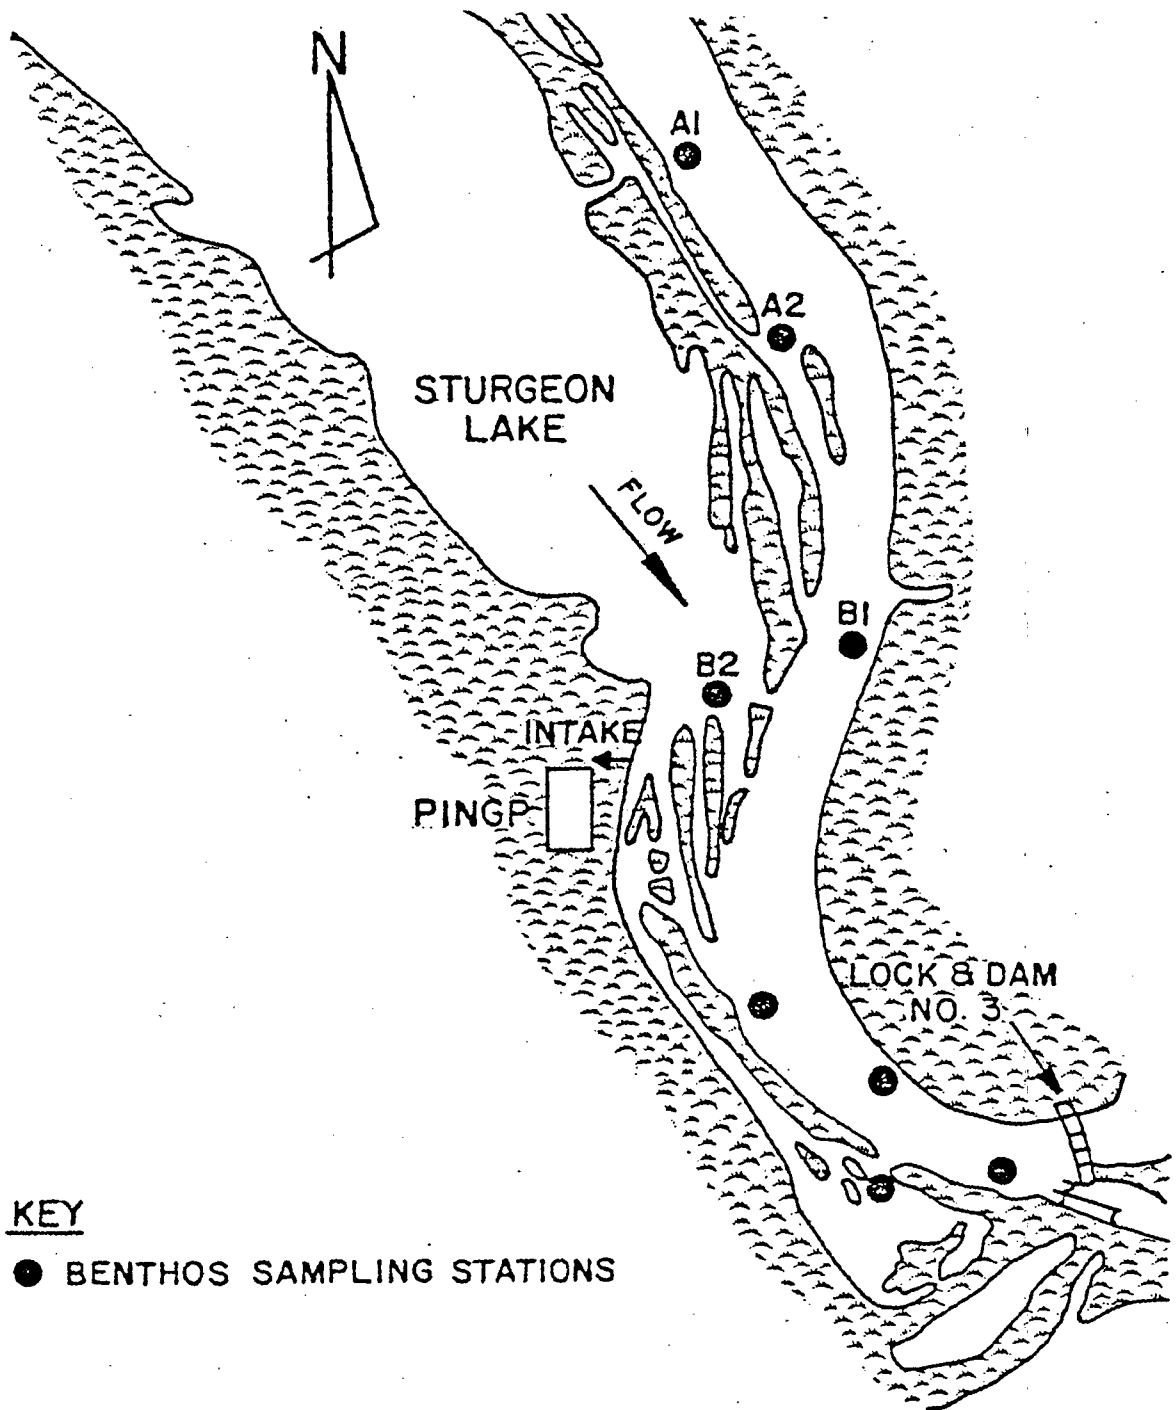 N
A1
A2
STURGEON
LAKE
FLOW
B1
B2
INTAKE
PINGP
LOCK & DAM
NO. 3
KEY
BENTHOS SAMPLING STATIONS